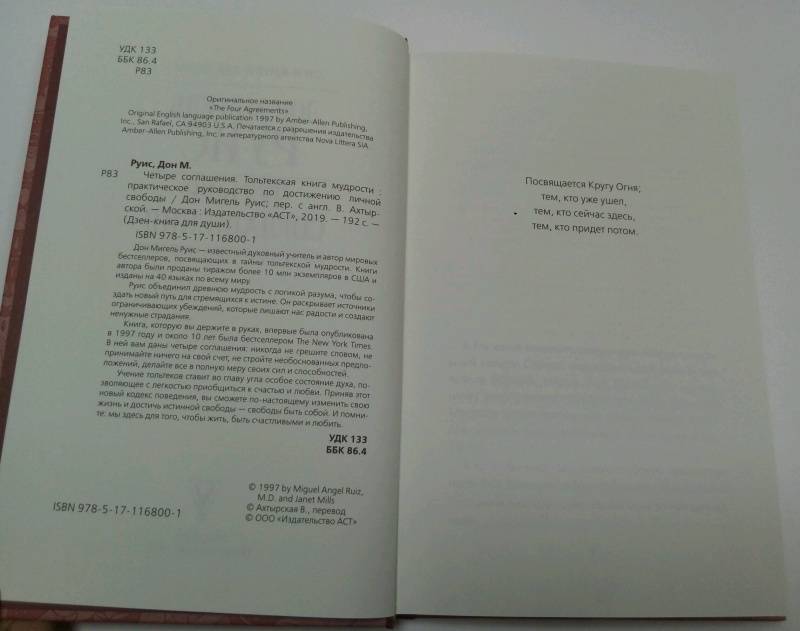 УДК 133
ББК 86.4
Р83
Оригинальное название
«The Four Agreements»
Original English language publication 1997 by Amber-Allen Publishing,
Inc., San Rafael, CA 94903 U.S.A. Печатается с разрешения издательства
Amber-Allen Publishing, Inc. и литературного агентства Nova Littera SIA
Руис, Дон М.
Р83 Четыре соглашения. Тольтекская книга мудрости :
практическое руководство по достижению личной
свободы / Дон Мигель Руис; пер. с англ. В. Ахтыр-
ской. — Москва : Издательство «АСТ», 2019. — 192 с. —
(Дзен-книга для души).
ISBN 978-5-17-116800-1
Дон Мигель Руис — известный духовный учитель и автор мировых
бестселлеров, посвящающих в тайны тольтекской мудрости. Книги
автора были проданы тиражом более 10 млн экземпляров в США и
изданы на 40 языках по всему миру.
Руис объединил древнюю мудрость с логикой разума, чтобы со-
здать новый путь для стремящихся к истине. Он раскрывает источники
ограничивающих убеждений, которые лишают нас радости и создают
ненужные страдания.
Книга, которую вы держите в руках, впервые была опубликована
в 1997 году и около 10 лет была бестселлером The New York Times.
В ней вам даны четыре соглашения: никогда не грешите словом, не
принимайте ничего на свой счет, не стройте необоснованных предпо-
ложений, делайте все в полную меру своих сил и способностей.
Учение тольтеков ставит во главу угла особое состояние духа, по-
зволяющее с легкостью приобщиться к счастью и любви. Приняв этот
новый кодекс поведения, вы сможете по-настоящему изменить свою
жизнь и достичь истинной свободы — свободы быть собой. И помни-
те: мы здесь для того, чтобы жить, быть счастливыми и любить.
УДК 133
ББК 86.4
© 1997 by Miguel Angel Ruiz,
M.D. and Janet Mills
© Ахтырская В., перевод
ISBN 978-5-17-116800-1
© ООО «Издательство АСТ»
Посвящается Кругу Огня;
тем, кто уже ушел,
тем, кто сейчас здесь,
тем, кто придет потом.